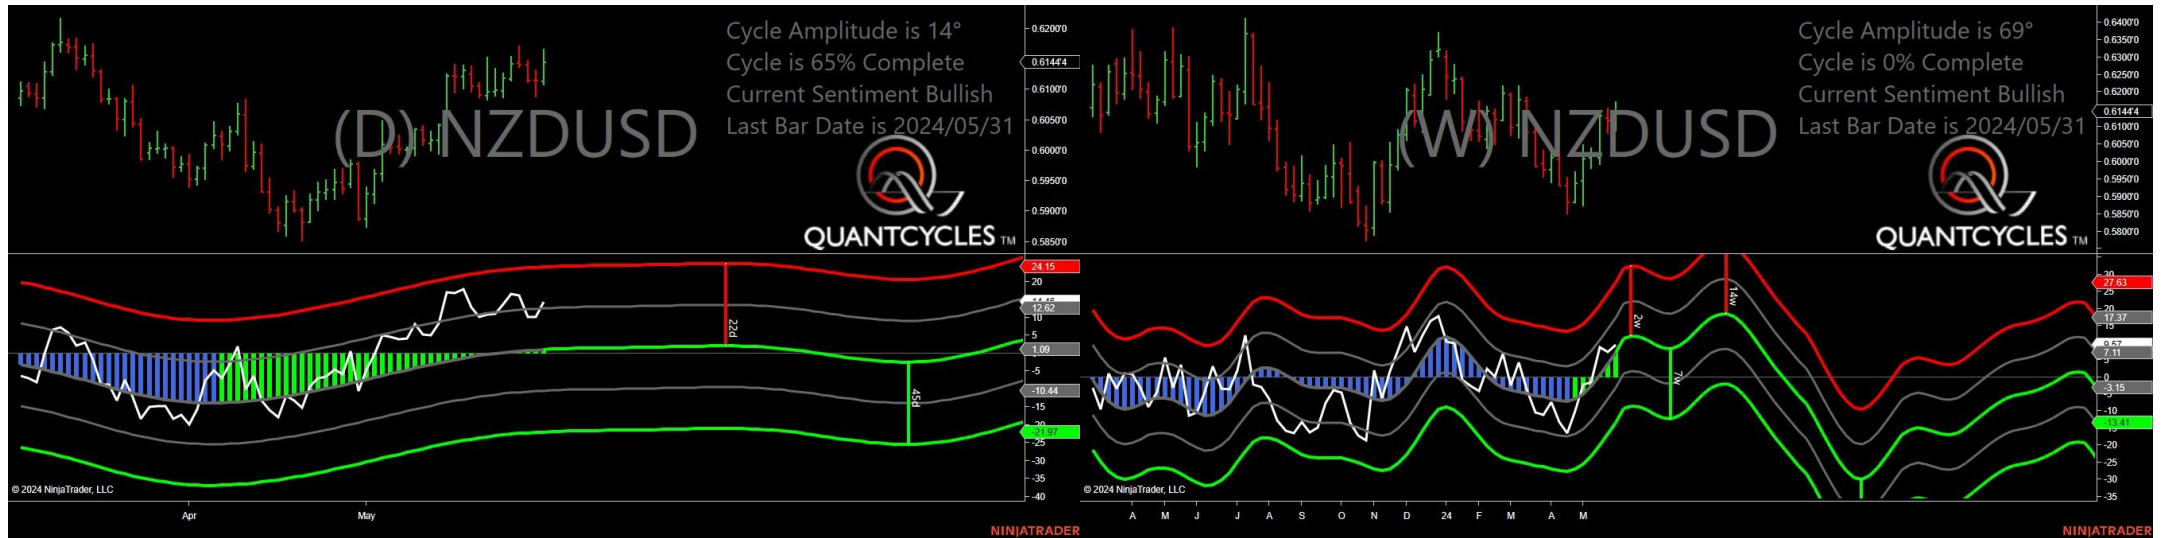 Cycle Amplitude is 14°
Cycle is 65% Complete
Current Sentiment Bullish
Last Bar Date is 2024/05/31
(D) NZDUSD
QUANTCYCLES TM
0.6200'0
0.6144'4
0.6100'0
0.6050'0
0.6000'0
0.5950'0
0.5900'0
0.5850'0
24.15
20
12.62
10
5
1.09
-5
-10.44
-15
-21.97
-25
-30
-35
-40
22d
45d
© 2024 NinjaTrader, LLC
Apr
May
NINJATRADER
Cycle Amplitude is 69°
Cycle is 0% Complete
Current Sentiment Bullish
Last Bar Date is 2024/05/31
(W) NZDUSD
QUANTCYCLES TM
0.6400'0
0.6350'0
0.6300'0
0.6250'0
0.6200'0
0.6144'4
0.6100'0
0.6050'0
0.6000'0
0.5950'0
0.5900'0
0.5850'0
0.5800'0
30
27.63
25
17.37
15
9.57
7.11
0
-3.15
-10
-13.41
-20
-25
-30
-35
2w
14w
7w
© 2024 NinjaTrader, LLC
A M J J A S O N D 24 F M A M
NINJATRADER